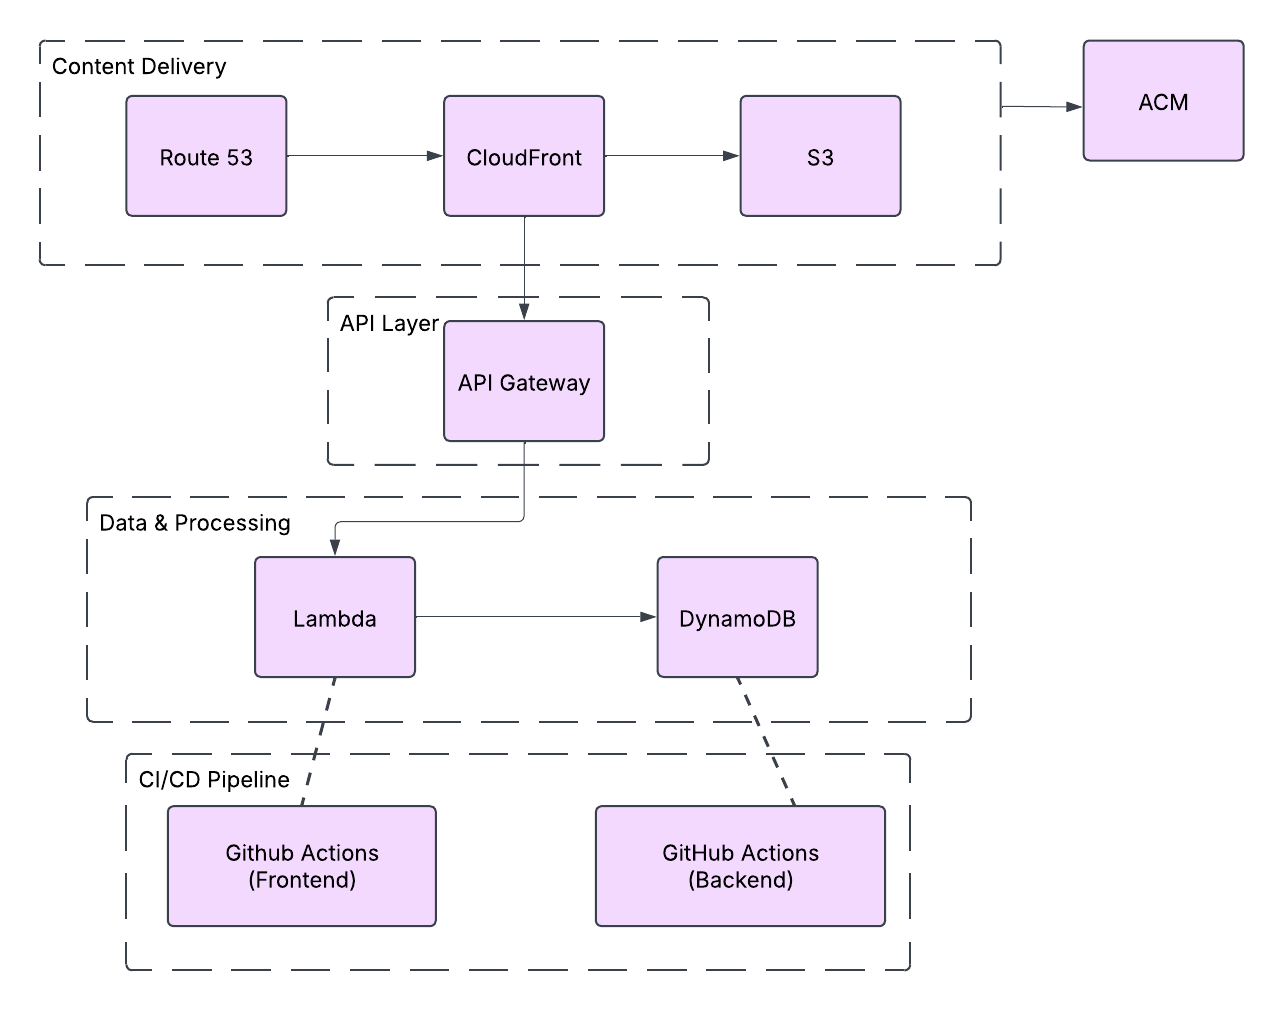 Content Delivery
Route 53
CloudFront
S3
ACM
API Layer
API Gateway
Data & Processing
Lambda
DynamoDB
CI/CD Pipeline
Github Actions
(Frontend)
GitHub Actions
(Backend)